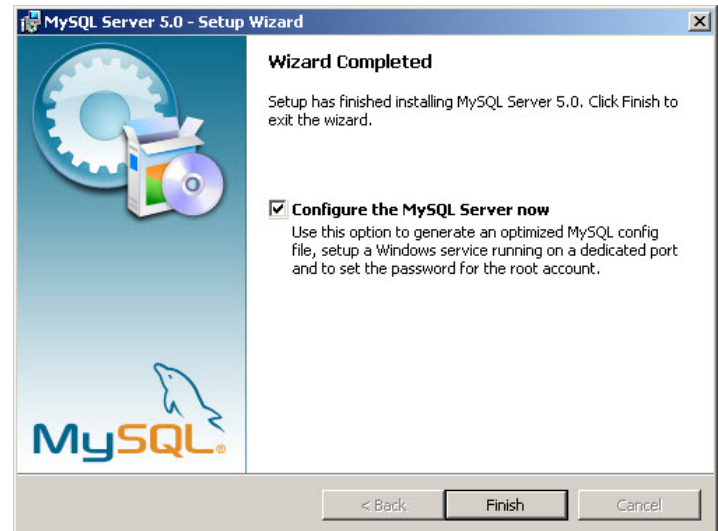 MySQL Server 5.0 - Setup Wizard
Wizard Completed
Setup has finished installing MySQL Server 5.0. Click Finish to
exit the wizard.
Configure the MySQL Server now
Use this option to generate an optimized MySQL config
file, setup a Windows service running on a dedicated port
and to set the password for the root account.
MySQL®
< Back
Finish
Cancel